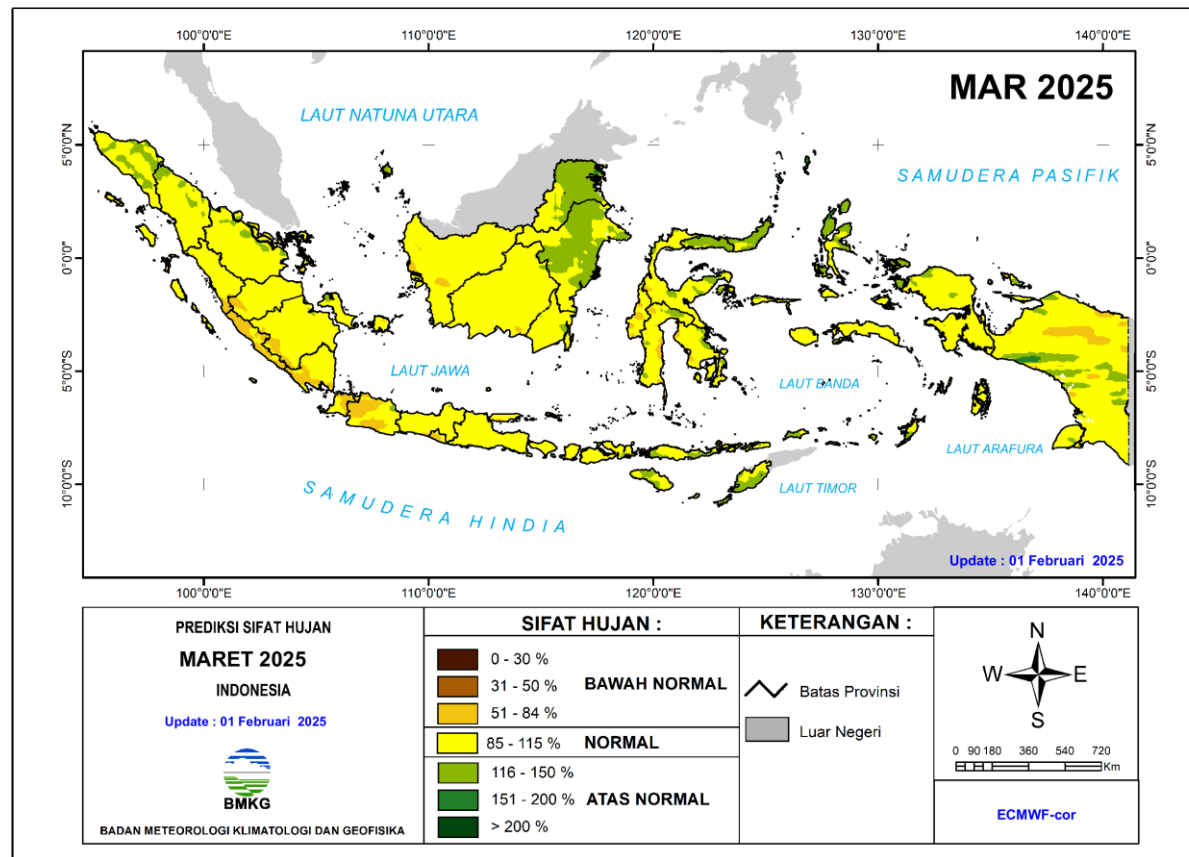 100°0'0"E
110°0'0"E
120°0'0"E
130°0'0"E
140°0'0"E
MAR 2025
LAUT NATUNA UTARA
5°0'0"N
5°0'0"N
SAMUDERA PASIFIK
0°0'0"
0°0'0"
LAUT JAWA
LAUT BANDA
5°0'0"S
5°0'0"S
LAUT ARAFURA
10°0'0"S
10°0'0"S
SAMUDERA HINDIA
LAUT TIMOR
Update : 01 Februari 2025
100°0'0"E
110°0'0"E
120°0'0"E
130°0'0"E
140°0'0"E
PREDIKSI SIFAT HUJAN
MARET 2025
INDONESIA
Update : 01 Februari 2025
BMKG
BADAN METEOROLOGI KLIMATOLOGI DAN GEOFISIKA
SIFAT HUJAN :
0 - 30 %
31 - 50 %
BAWAH NORMAL
51 - 84 %
85 - 115 %
NORMAL
116 - 150 %
151 - 200 %
ATAS NORMAL
> 200 %
KETERANGAN :
Batas Provinsi
Luar Negeri
N
W
E
S
0 90 180 360 540 720
Km
ECMWF-cor